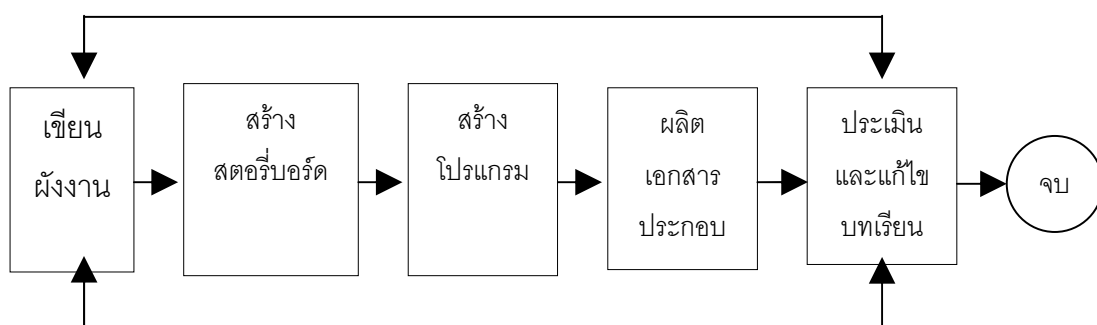 เขียน
ผังงาน
สร้าง
สตอรี่บอร์ด
สร้าง
โปรแกรม
ผลิต
เอกสาร
ประกอบ
ประเมิน
และแก้ไข
บทเรียน
จบ